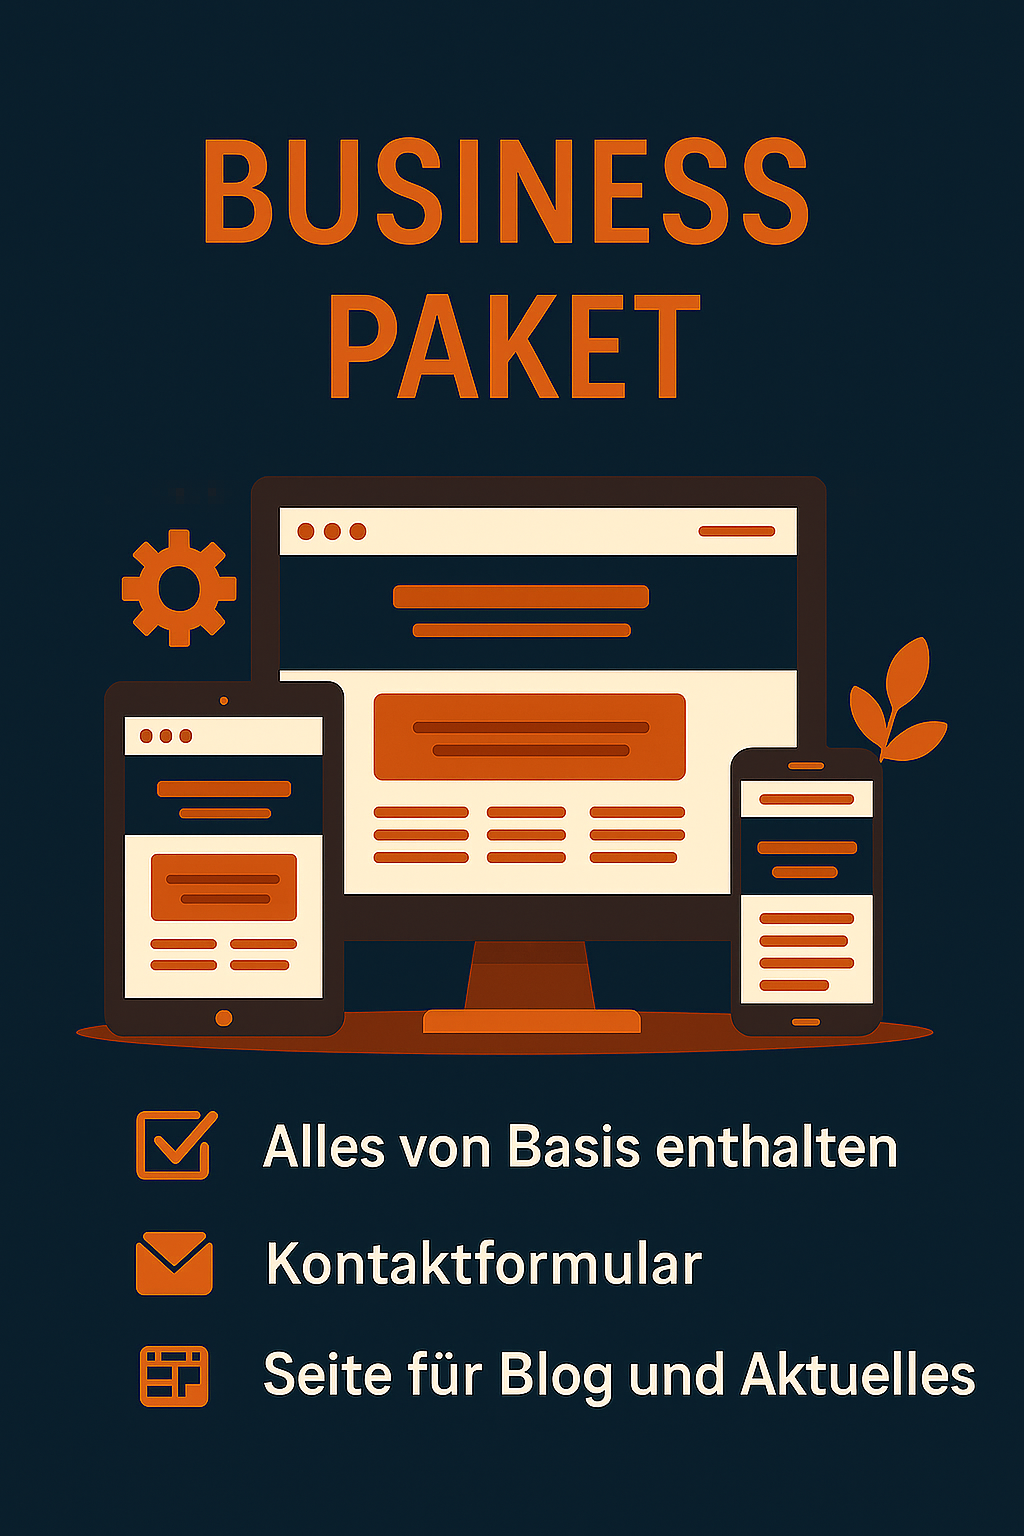 BUSINESS
PAKET
Alles von Basis enthalten
Kontaktformular
Seite für Blog und Aktuelles